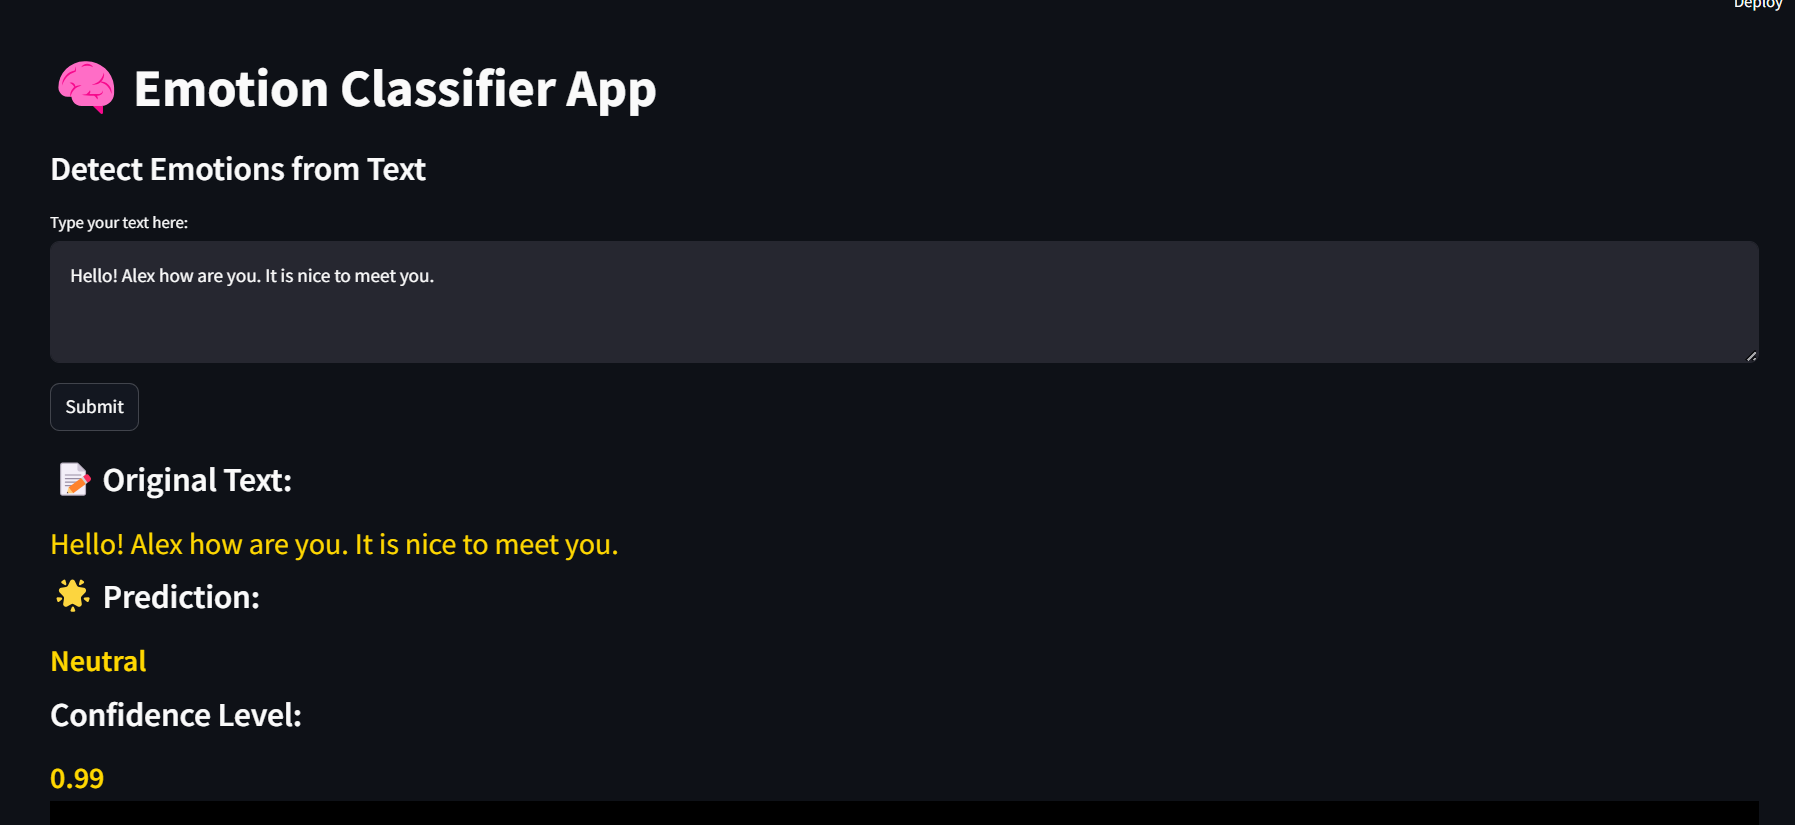 Deploy
Emotion Classifier App
Detect Emotions from Text
Type your text here:
Hello! Alex how are you. It is nice to meet you.
Submit
Original Text:
Hello! Alex how are you. It is nice to meet you.
Prediction:
Neutral
Confidence Level:
0.99